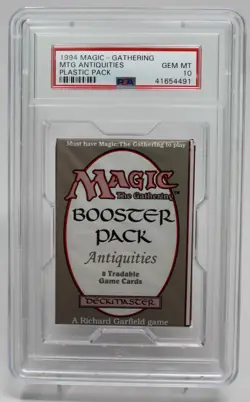 1994 MAGIC - GATHERING
MTG ANTIQUITIES GEM MT
PLASTIC PACK PSA 10
41654491
Must have Magic: The Gathering to play
MAGIC
The Gathering
BOOSTER
PACK
Antiquities
8 Tradable
Game Cards
DECKMASTER
A Richard Garfield game